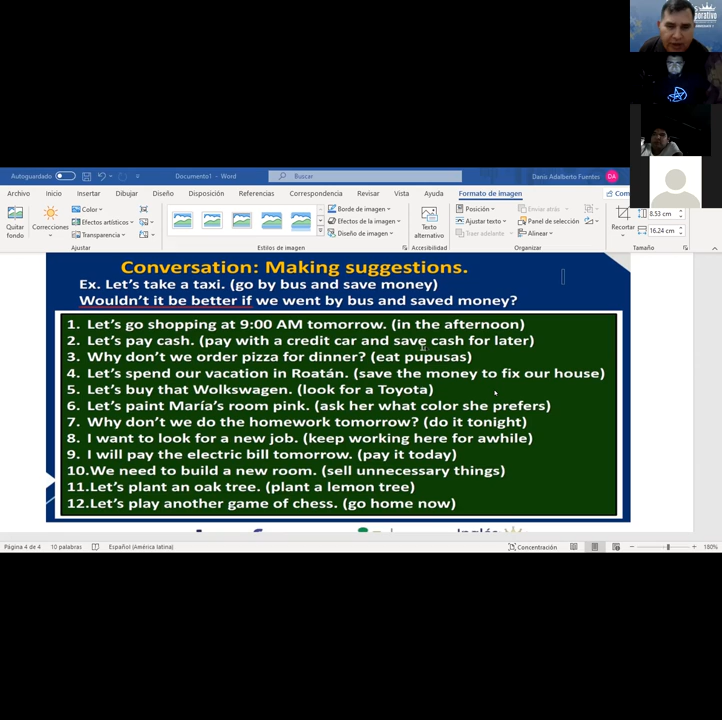 Autoguardado
Documento1 - Word
Buscar
Danis Adalberto Fuentes
DA
Archivo
Inicio
Insertar
Dibujar
Diseño
Disposición
Referencias
Correspondencia
Revisar
Vista
Ayuda
Formato de imagen
Com
Quitar fondo
Correcciones
Color
Efectos artísticos
Transparencia
Ajustar
Estilos de imagen
Borde de imagen
Efectos de la imagen
Diseño de imagen
Texto alternativo
Accesibilidad
Posición
Ajustar texto
Traer adelante
Enviar atrás
Panel de selección
Alinear
Organizar
Recortar
8.53 cm
16.24 cm
Tamaño
Conversation: Making suggestions.
Ex. Let's take a taxi. (go by bus and save money)
Wouldn't it be better if we went by bus and saved money?
1. Let's go shopping at 9:00 AM tomorrow. (in the afternoon)
2. Let's pay cash. (pay with a credit car and save cash for later)
3. Why don't we order pizza for dinner? (eat pupusas)
4. Let's spend our vacation in Roatán. (save the money to fix our house)
5. Let's buy that Wolkswagen. (look for a Toyota)
6. Let's paint María's room pink. (ask her what color she prefers)
7. Why don't we do the homework tomorrow? (do it tonight)
8. I want to look for a new job. (keep working here for awhile)
9. I will pay the electric bill tomorrow. (pay it today)
10.We need to build a new room. (sell unnecessary things)
11.Let's plant an oak tree. (plant a lemon tree)
12.Let's play another game of chess. (go home now)
Página 4 de 4
10 palabras
Español (América latina)
Concentración
180%